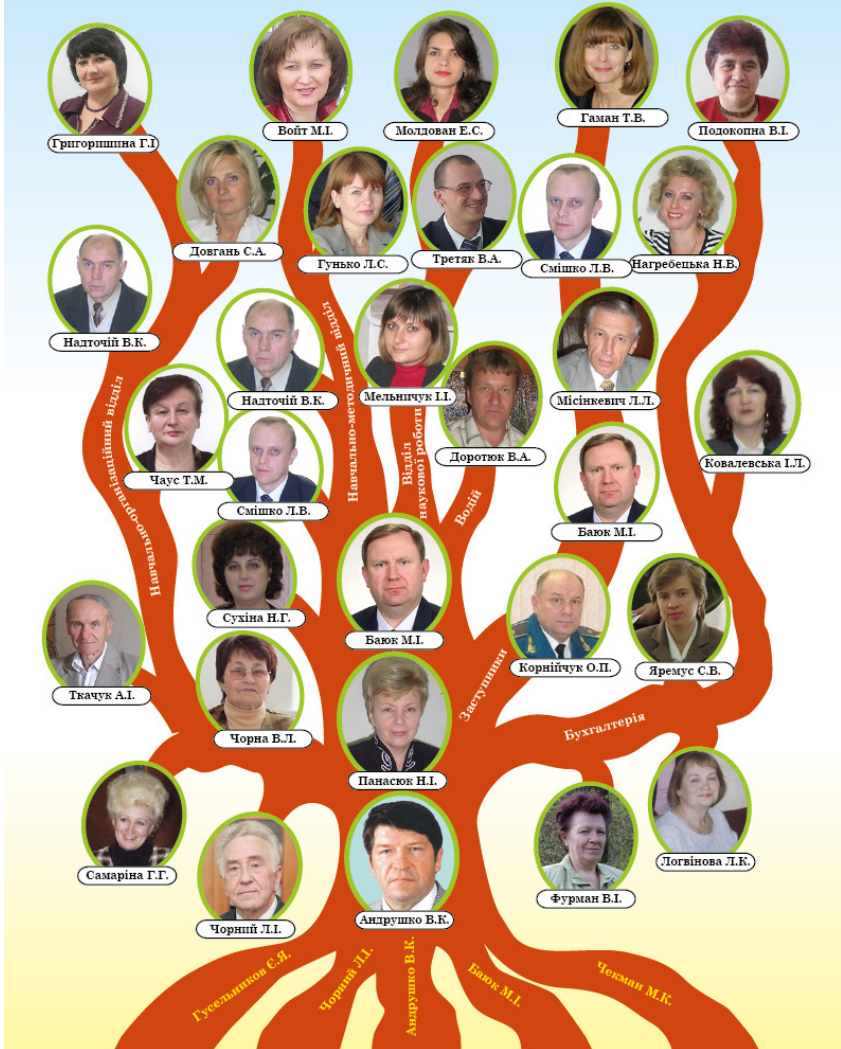 Григоришина Г.І
Войт М.І.
Молдован Е.С.
Гаман Т.В.
Подокопна В.І.
Довгань С.А.
Гунько Л.С.
Третяк В.А.
Смішко Л.В.
Нагребецька Н.В.
Надточій В.К.
Надточій В.К.
Мельничук І.І.
Місінкевич Л.Л.
Чаус Т.М.
Смішко Л.В.
Доротюк В.А.
Ковалевська І.Л.
Баюк М.І.
Навчально-організаційний відділ
Навчально-методичний відділ
Відділ
наукової роботи
Водій
Сухіна Н.Г.
Баюк М.І.
Корнійчук О.П.
Яремус С.В.
Ткачук А.І.
Чорна В.Л.
Заступники
Бухгалтерія
Панасюк Н.І.
Самаріна Г.Г.
Чорний Л.І.
Андрушко В.К.
Фурман В.І.
Логвінова Л.К.
Гусельников Є.Я.
Чорний Л.І.
Андрушко В.К.
Баюк М.І.
Чекман М.К.